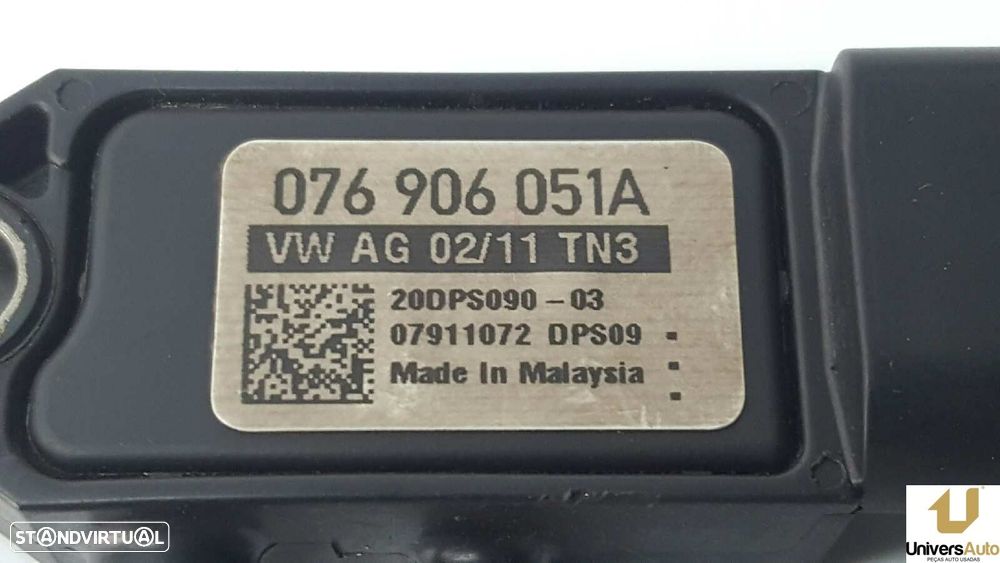 076 906 051A
VW AG 02/11 TN3
20DPS090 - 03
07911072 DPS09
Made In Malaysia
STANDVIRTUAL
UniversAuto
PEÇAS AUTO USADAS